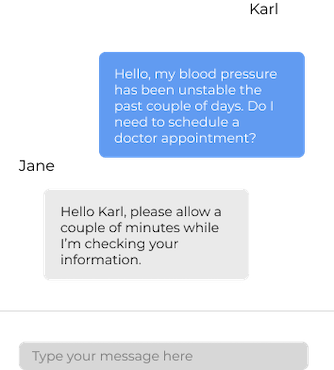 Karl
Hello, my blood pressure
has been unstable the
past couple of days. Do I
need to schedule a
doctor appointment?
Jane
Hello Karl, please allow a
couple of minutes while
I’m checking your
information.
Type your message here